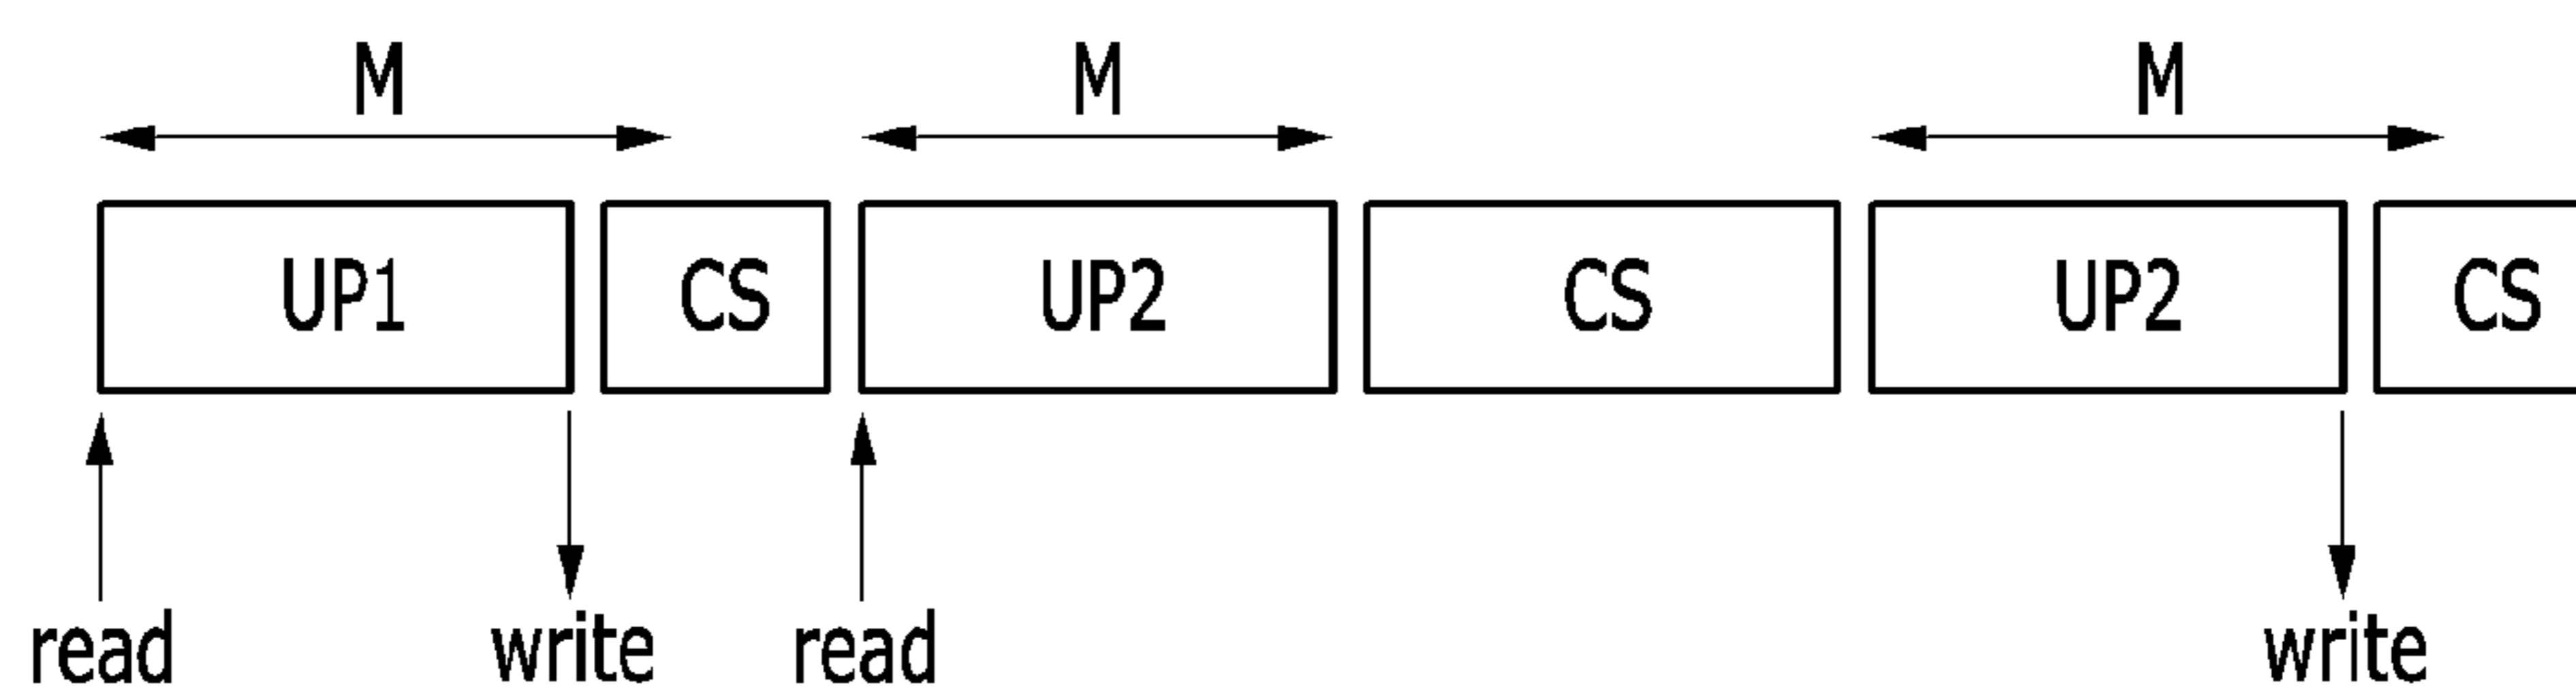 M M M
UP1 CS UP2 CS UP2 CS
read write read write